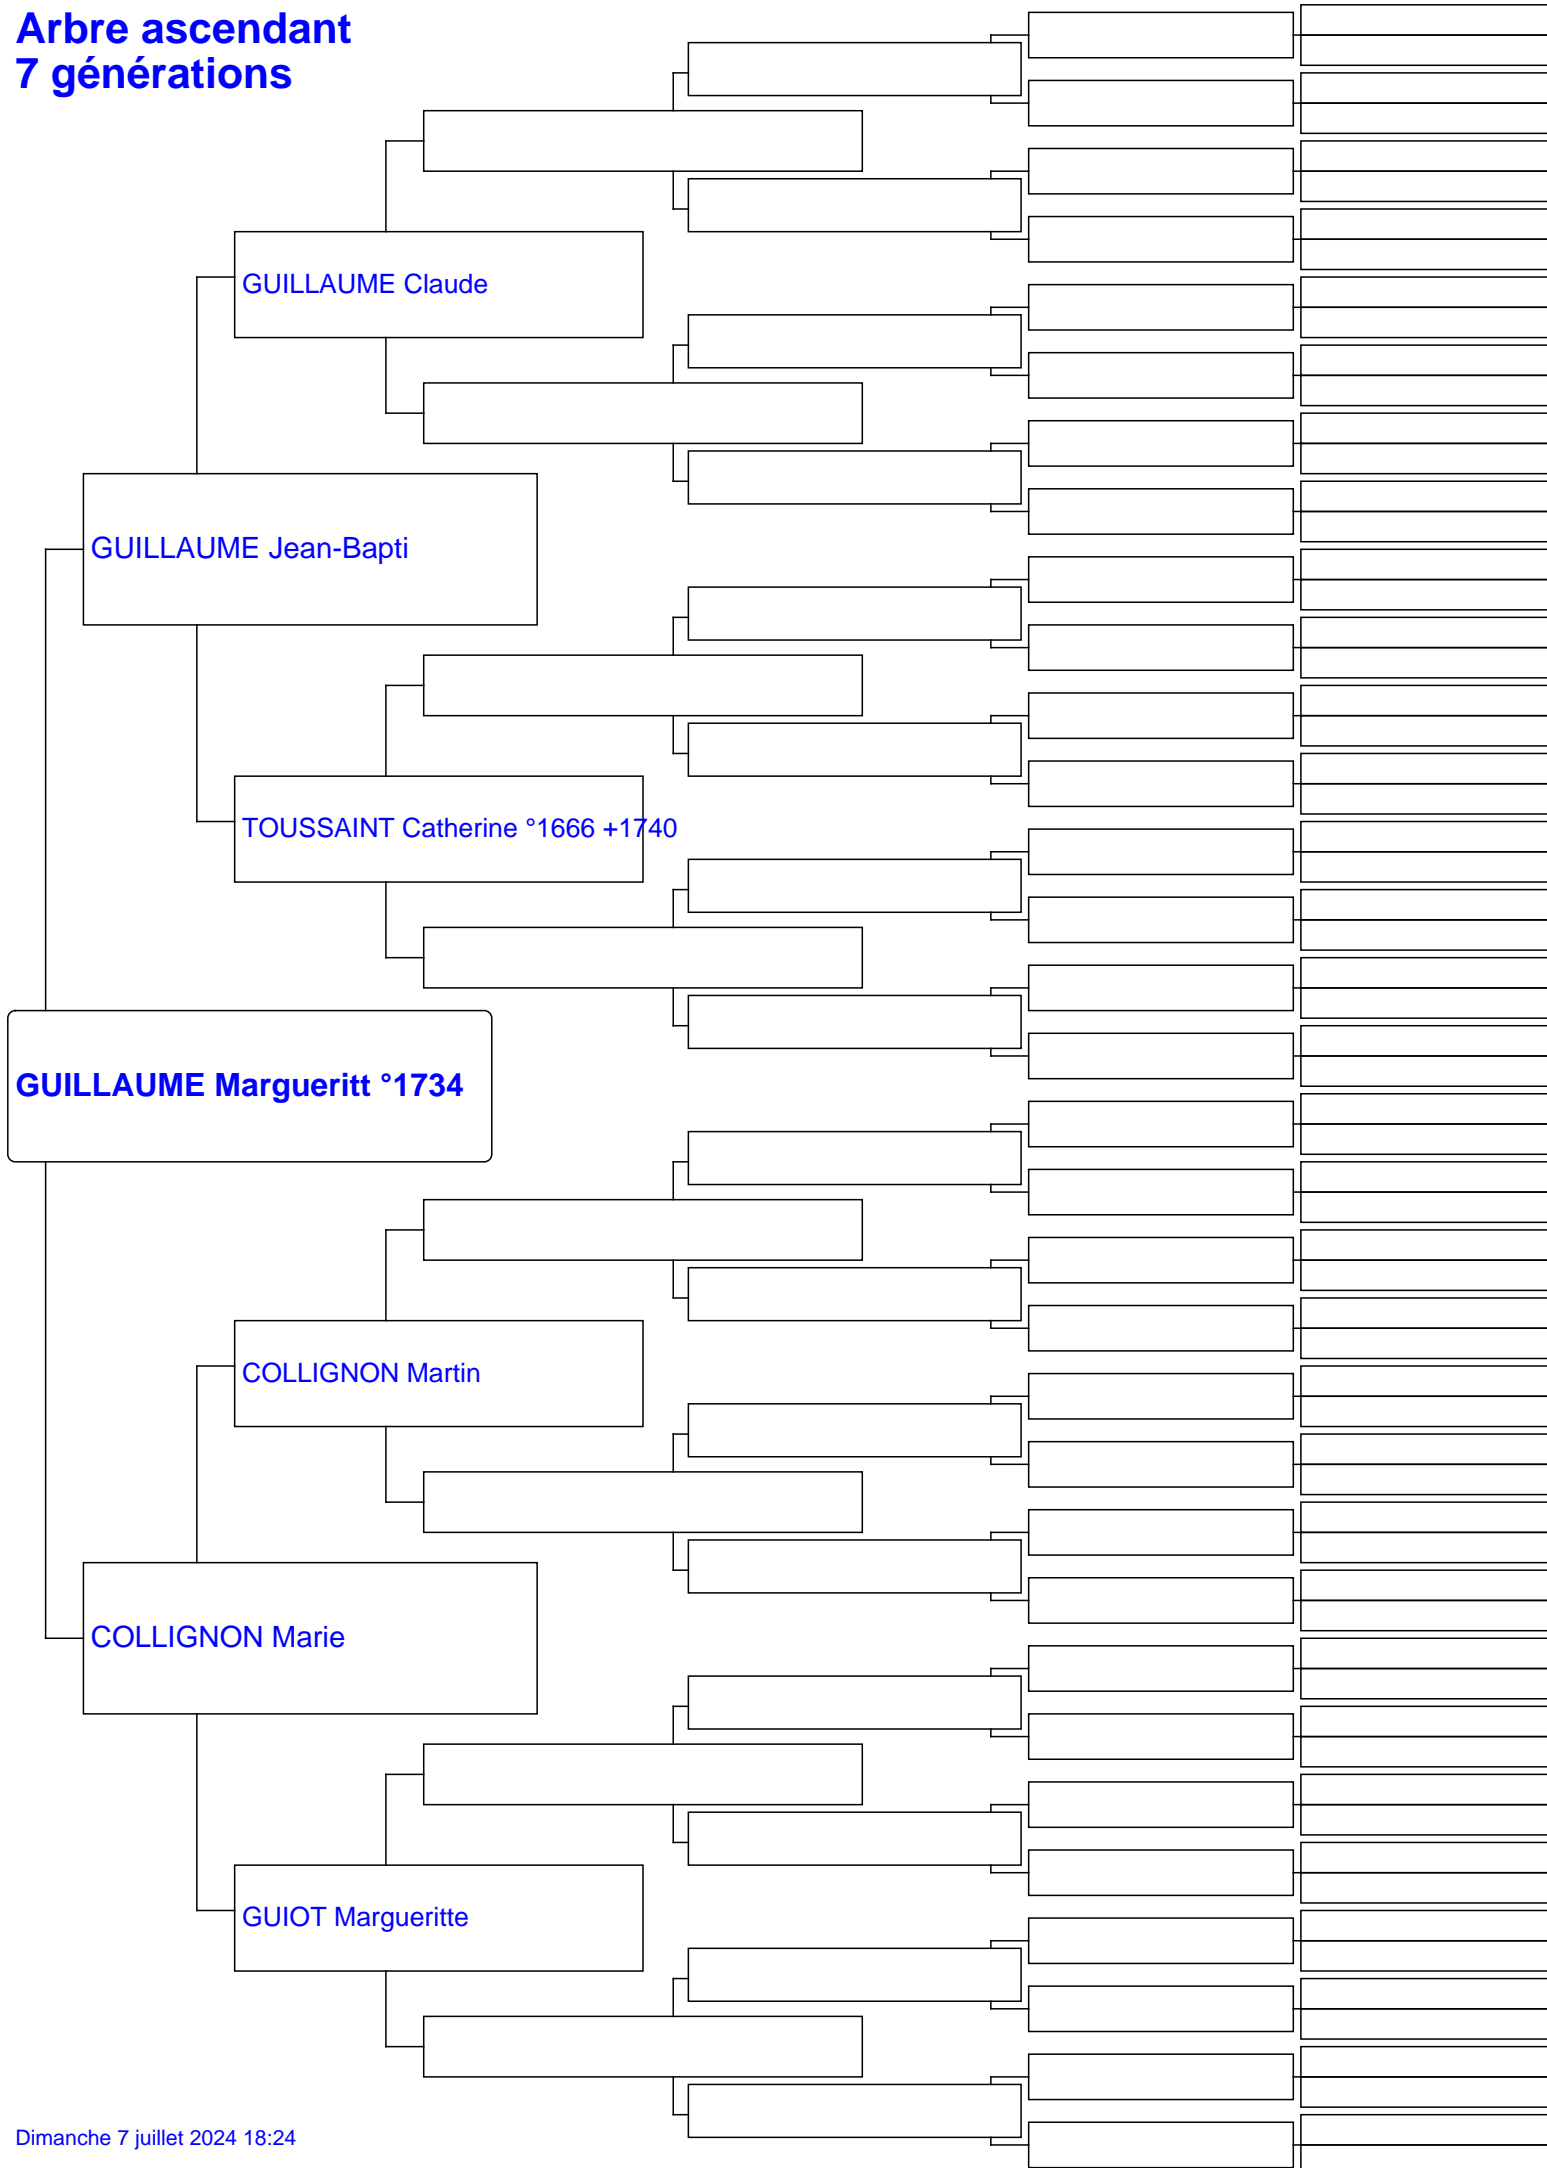 Arbre ascendant
7 générations
GUILLAUME Claude
GUILLAUME Jean-Bapti
TOUSSAINT Catherine °1666 +1740
GUILLAUME Margueritt °1734
COLLIGNON Martin
COLLIGNON Marie
GUIOT Margueritte
Dimanche 7 juillet 2024 18:24